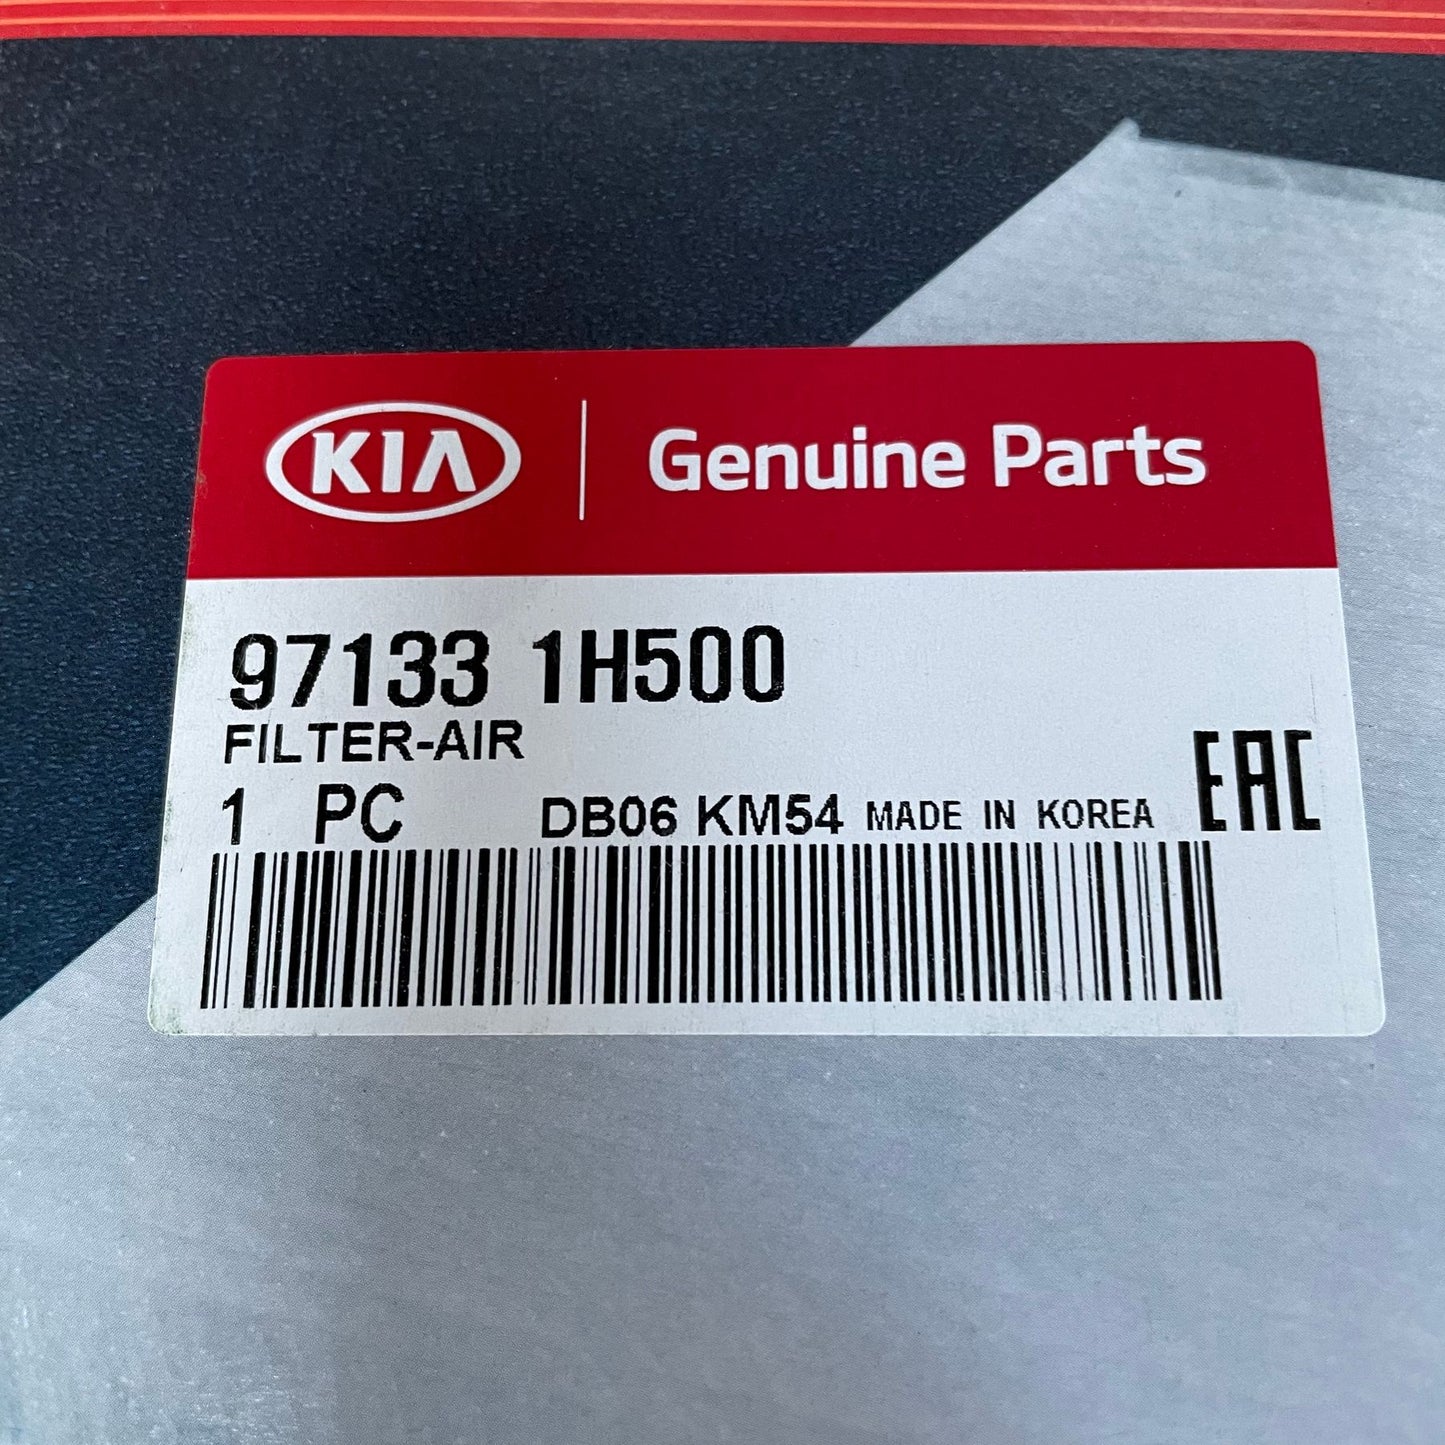 KIA Genuine Parts
97133 1H500
FILTER-AIR
1 PC DB06 KM54 MADE IN KOREA EAC